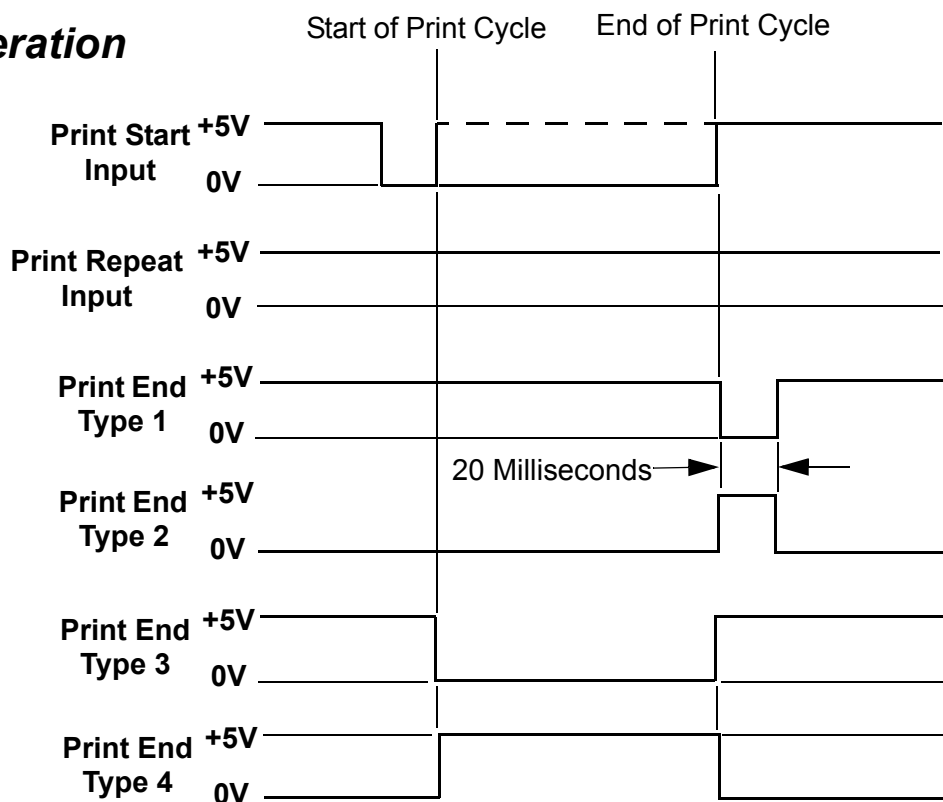 eration
Start of Print Cycle
End of Print Cycle
Print Start
Input
+5V
0V
Print Repeat
Input
+5V
0V
Print End
Type 1
+5V
0V
20 Milliseconds
Print End
Type 2
+5V
0V
Print End
Type 3
+5V
0V
Print End
Type 4
+5V
0V